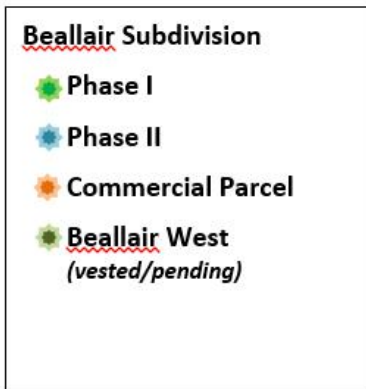 Beallair Subdivision
Phase I
Phase II
Commercial Parcel
Beallair West
(vested/pending)